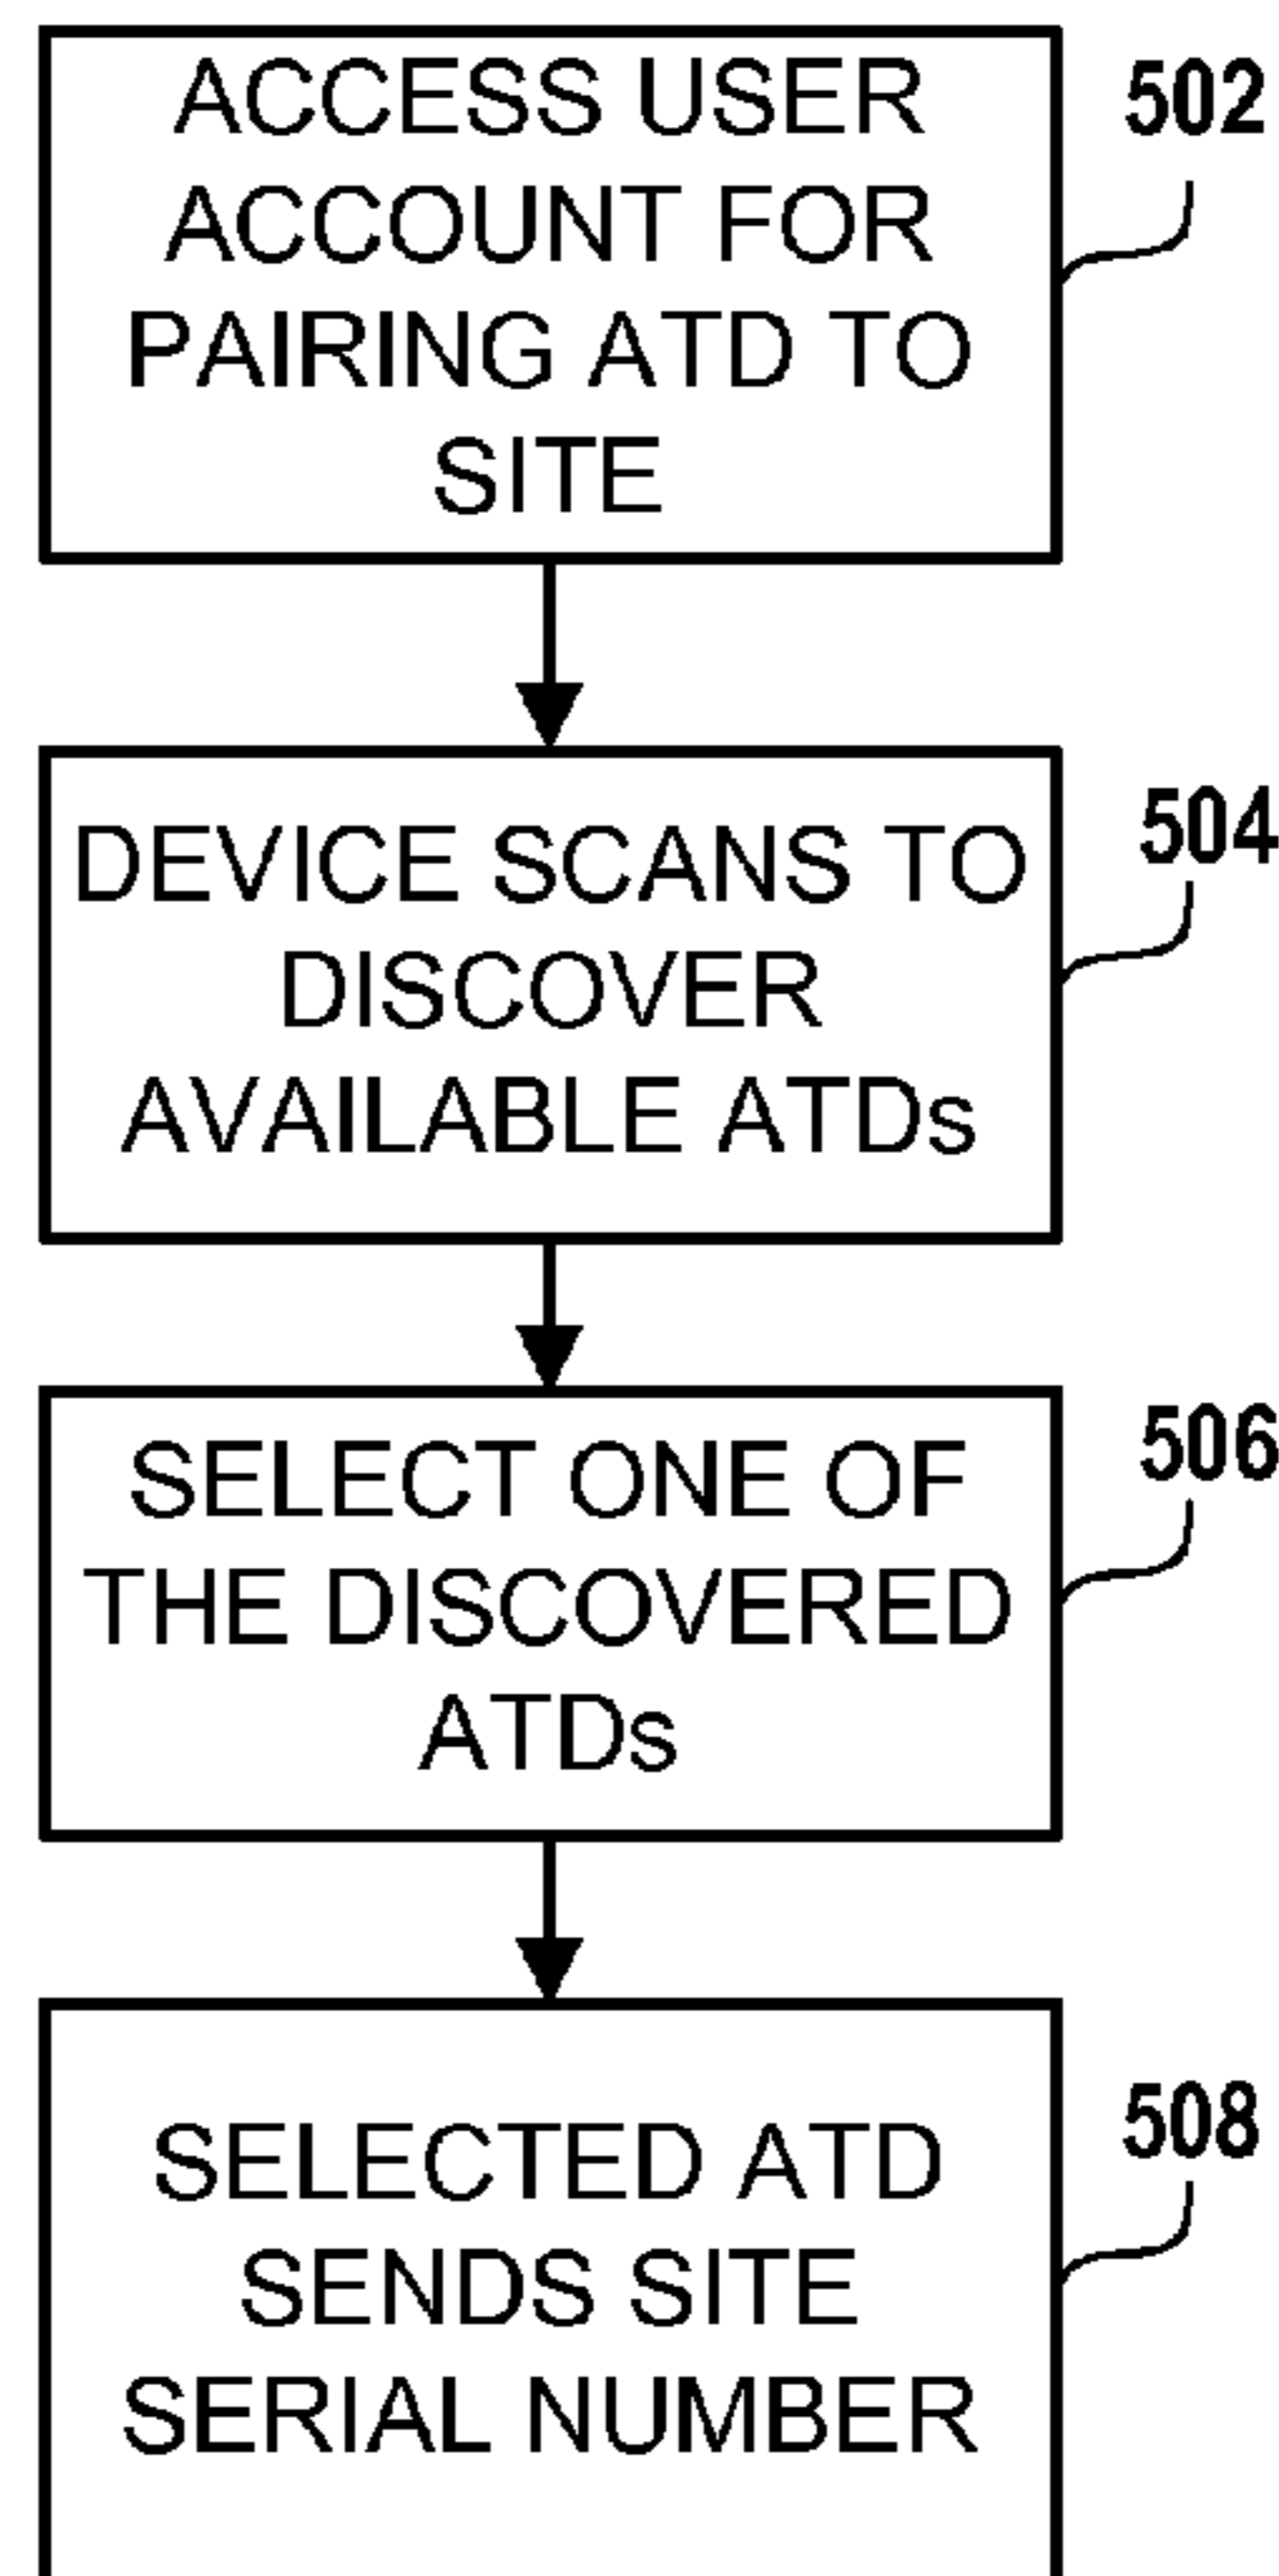 ACCESS USER
ACCOUNT FOR
PAIRING ATD TO
SITE
502
DEVICE SCANS TO
DISCOVER
AVAILABLE ATDs
504
SELECT ONE OF
THE DISCOVERED
ATDs
506
SELECTED ATD
SENDS SITE
SERIAL NUMBER
508